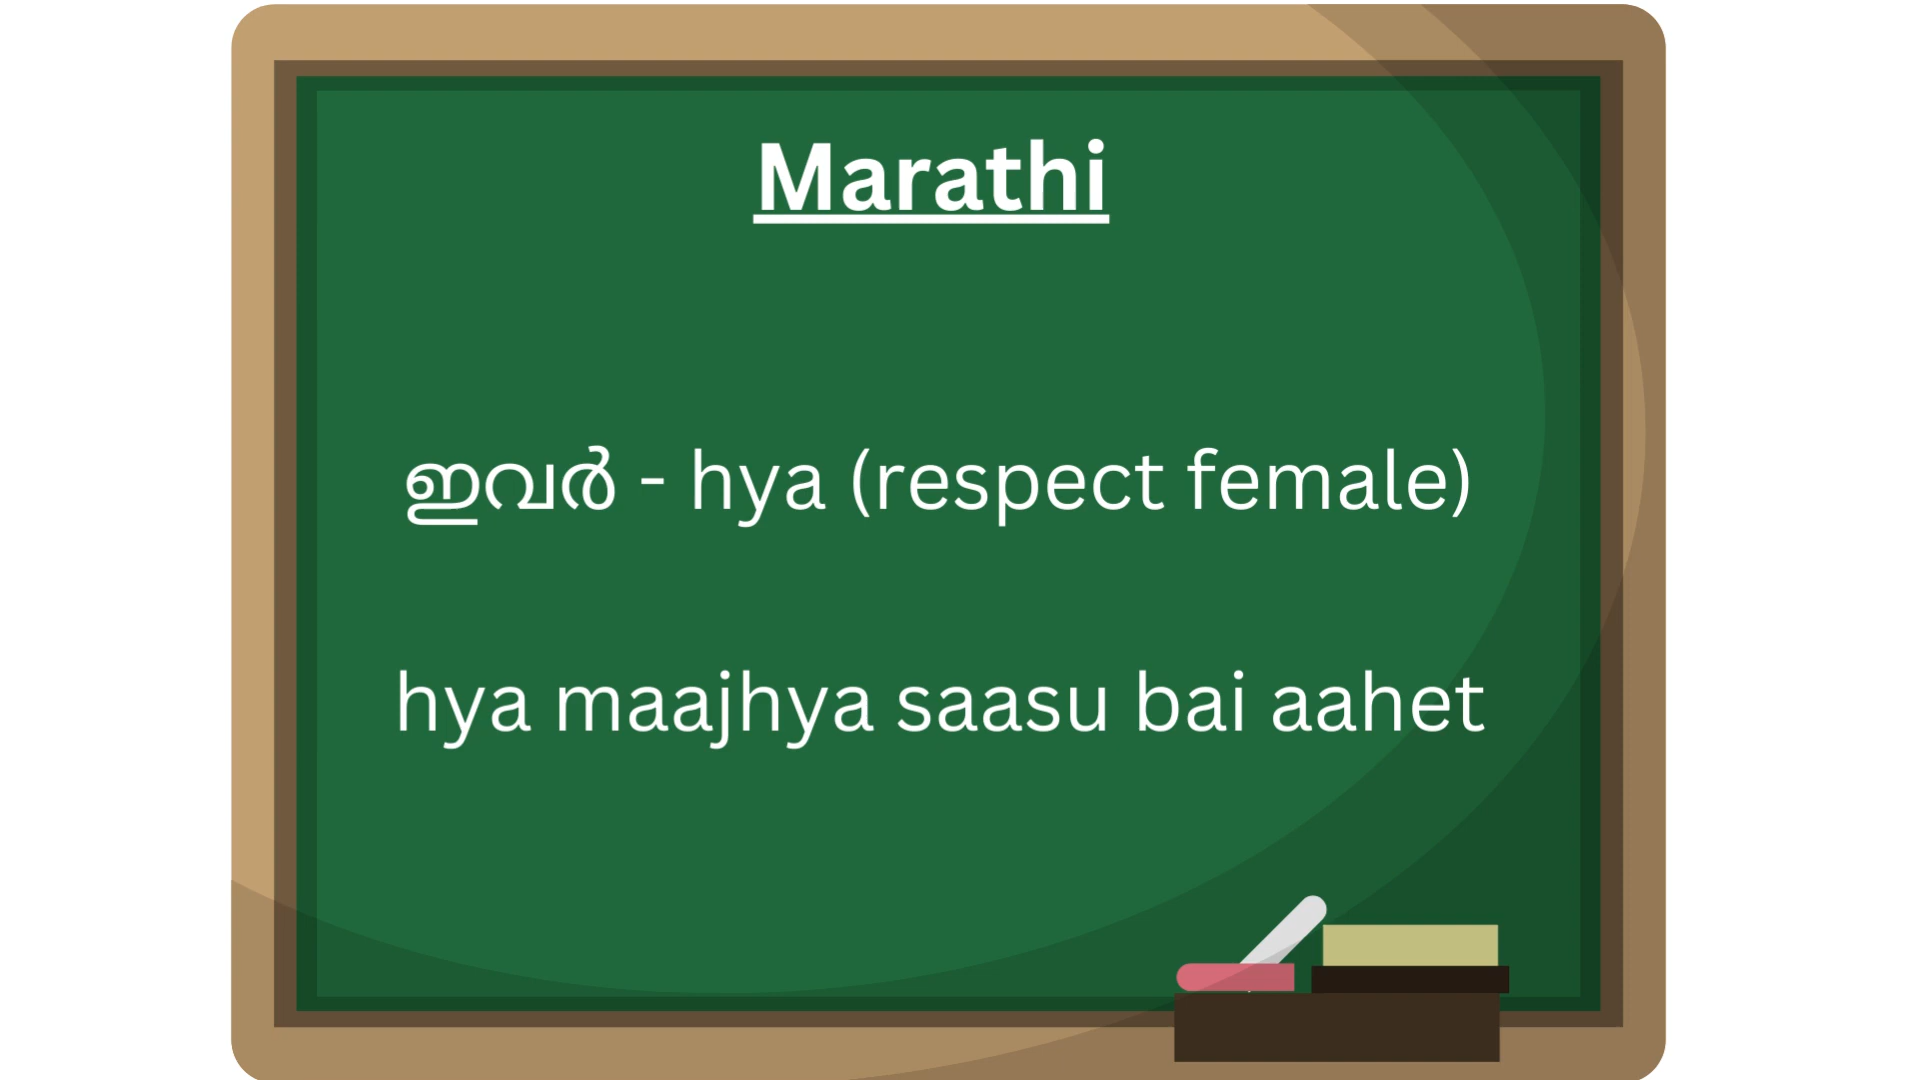 Marathi
ഇവർ - hya (respect female)
hya maajhya saasu bai aahet